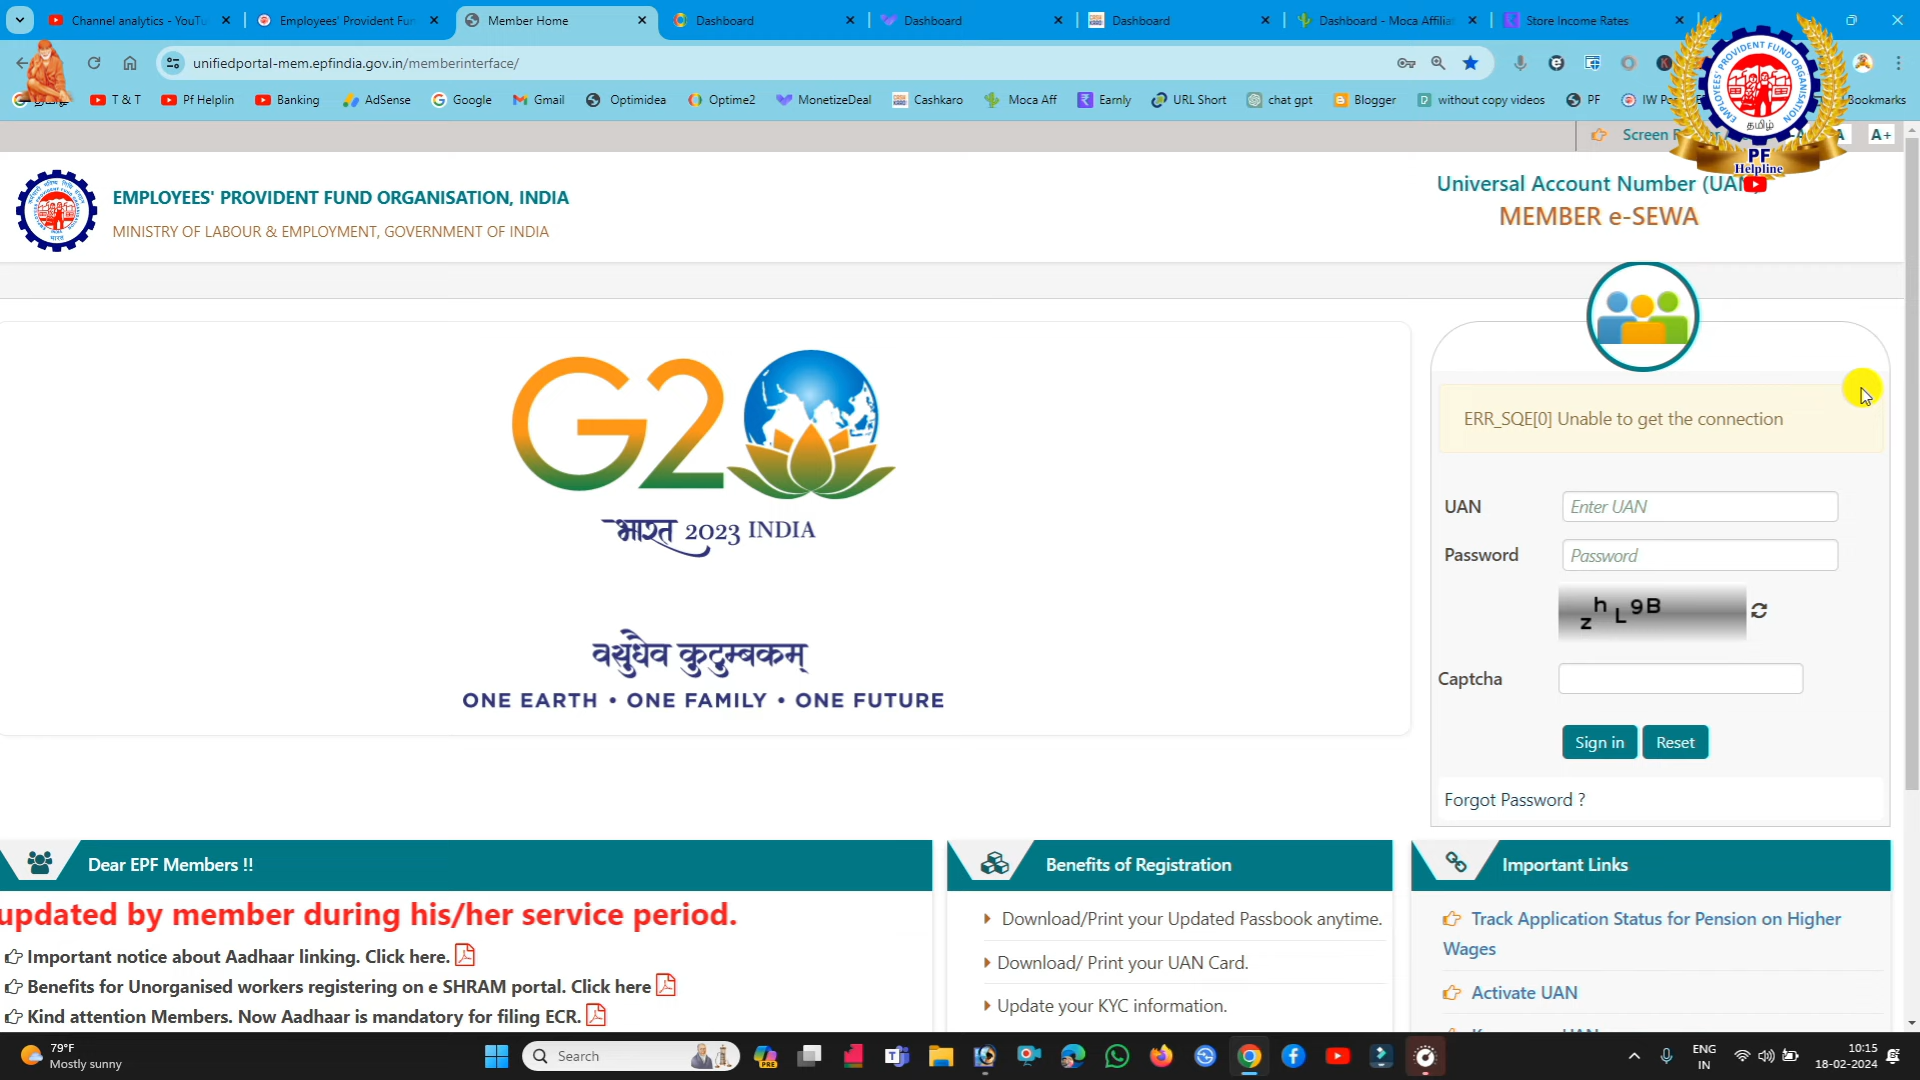 Channel analytics - YouTu
Employees' Provident Fun
Member Home
Dashboard
Dashboard
Dashboard
Dashboard - Moca Affilia
Store Income Rates
unifiedportal-mem.epfindia.gov.in/memberinterface/
T & T
Pf Helplin
Banking
AdSense
Google
Gmail
Optimidea
Optime2
MonetizeDeal
Cashkaro
Moca Aff
Earnly
URL Short
chat gpt
Blogger
without copy videos
PF
Bookmarks
Screen
A+
EMPLOYEES' PROVIDENT FUND ORGANISATION
தமிழ்
PF
Helpline
EMPLOYEES' PROVIDENT FUND ORGANISATION, INDIA
MINISTRY OF LABOUR & EMPLOYMENT, GOVERNMENT OF INDIA
Universal Account Number (UA
MEMBER e-SEWA
G20
भारत 2023 INDIA
वसुधैव कुटुम्बकम्
ONE EARTH • ONE FAMILY • ONE FUTURE
ERR_SQE[0] Unable to get the connection
UAN
Enter UAN
Password
Password
zhL9B
Captcha
Sign in
Reset
Forgot Password ?
Dear EPF Members !!
updated by member during his/her service period.
Important notice about Aadhaar linking. Click here.
Benefits for Unorganised workers registering on e SHRAM portal. Click here
Kind attention Members. Now Aadhaar is mandatory for filing ECR.
Benefits of Registration
Download/Print your Updated Passbook anytime.
Download/ Print your UAN Card.
Update your KYC information.
Important Links
Track Application Status for Pension on Higher
Wages
Activate UAN
79°F
Mostly sunny
Search
PRE
ENG
IN
10:15
18-02-2024